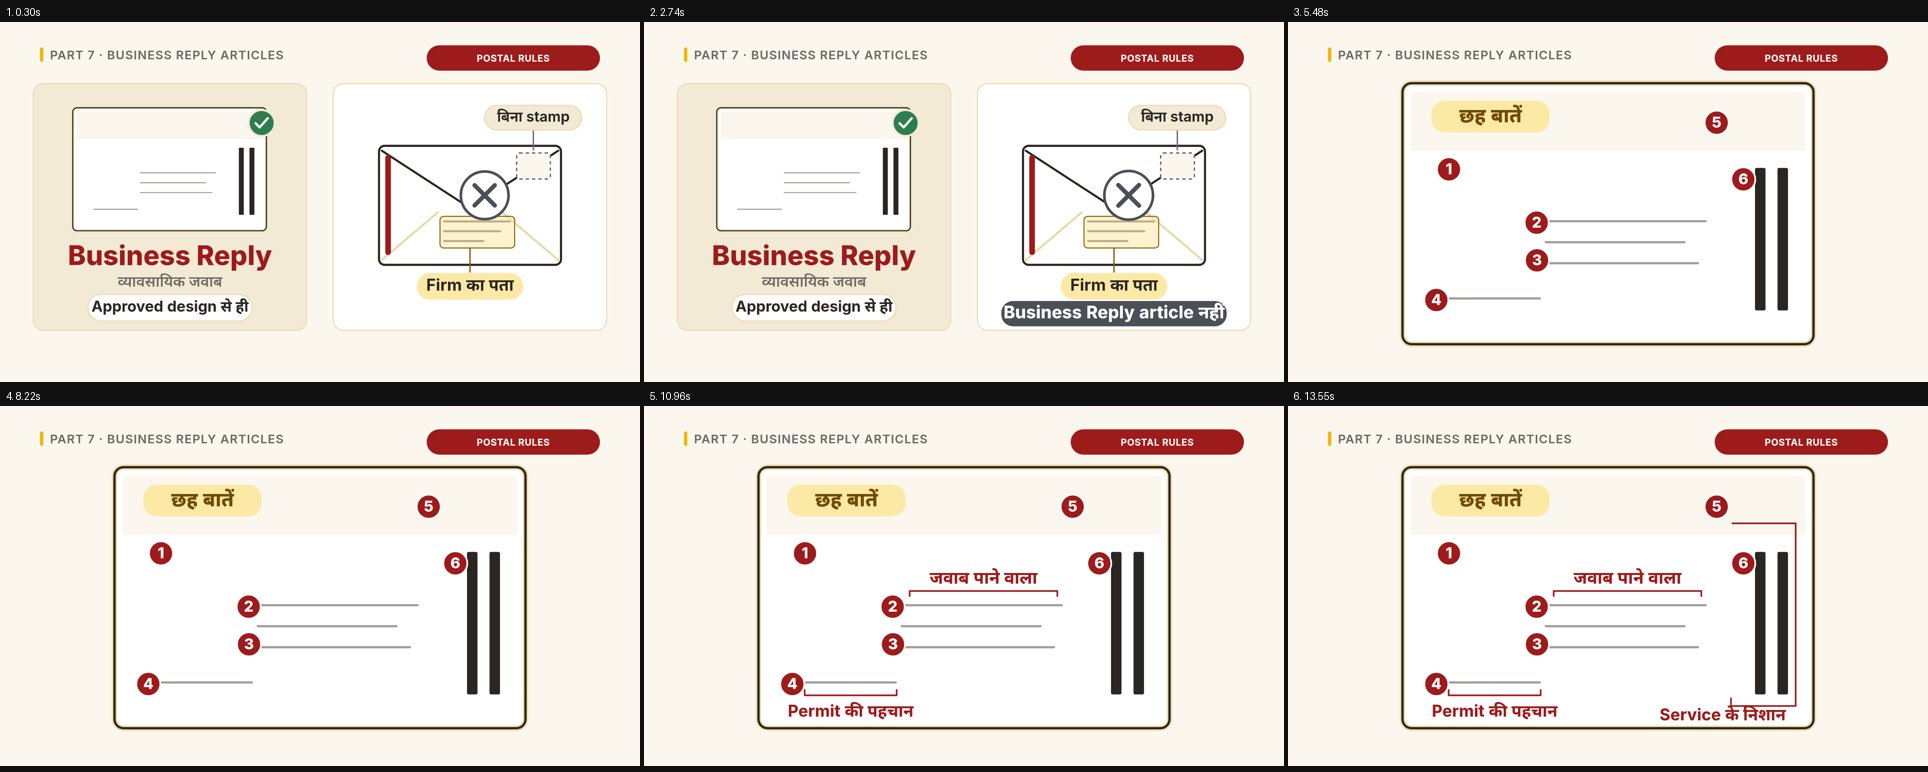 1. 0.30s
PART 7 · BUSINESS REPLY ARTICLES
POSTAL RULES
Business Reply
व्यावसायिक जवाब
Approved design से ही
बिना stamp
Firm का पता
2. 2.74s
PART 7 · BUSINESS REPLY ARTICLES
POSTAL RULES
Business Reply
व्यावसायिक जवाब
Approved design से ही
बिना stamp
Firm का पता
Business Reply article नहीं
3. 5.48s
PART 7 · BUSINESS REPLY ARTICLES
POSTAL RULES
छह बातें
5
1
6
2
3
4
4. 8.22s
PART 7 · BUSINESS REPLY ARTICLES
POSTAL RULES
छह बातें
5
1
6
2
3
4
5. 10.96s
PART 7 · BUSINESS REPLY ARTICLES
POSTAL RULES
छह बातें
5
1
6
जवाब पाने वाला
2
3
4
Permit की पहचान
6. 13.55s
PART 7 · BUSINESS REPLY ARTICLES
POSTAL RULES
छह बातें
5
1
6
जवाब पाने वाला
2
3
4
Permit की पहचान
Service के निशान